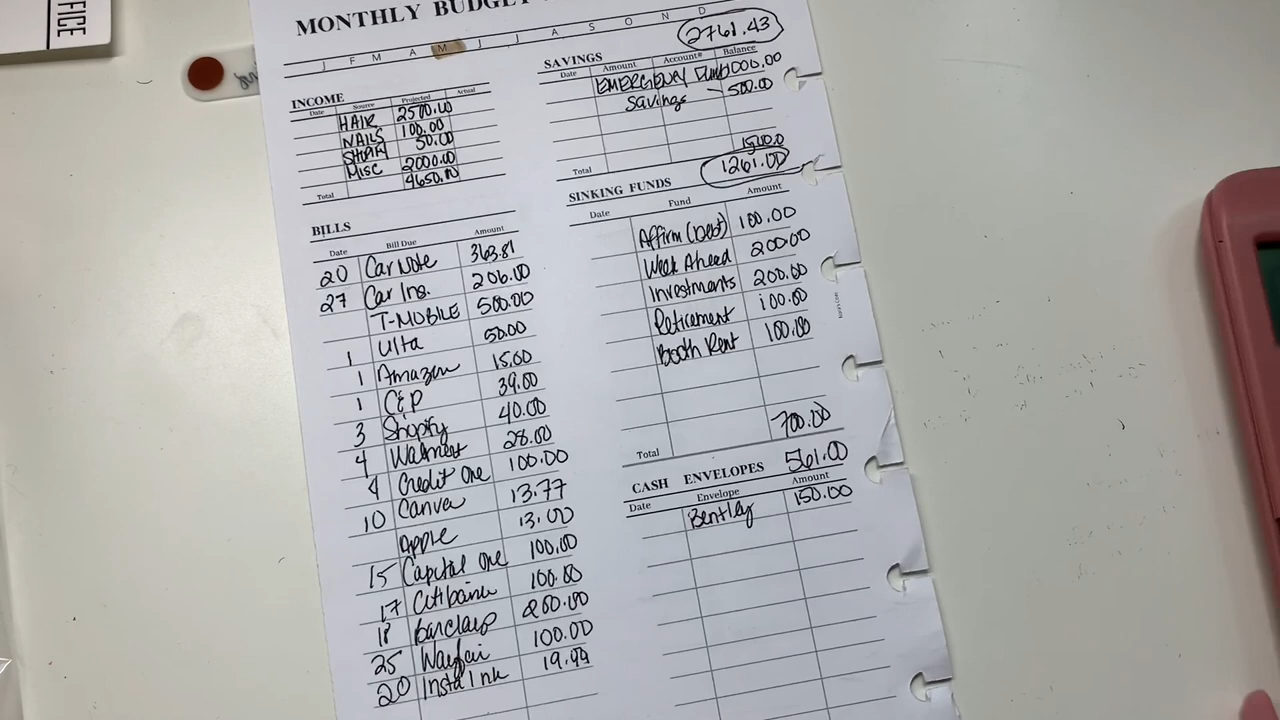 FFICE
MONTHLY BUDGET
J F M A M J J A S O N D
INCOME
Date Source Projected Actual
HAIR 2500.00
NAILS 100.00
50.00
MISC 2000.00
4650.00
Total
BILLS
Date Bill Due Amount
20 Car Note 363.81
27 Car Ins. 206.00
T-MOBILE 500.00
1 Ulta 50.00
1 Amazon 15.00
1 C&P 39.00
3 Shopify 40.00
4 Walmart 28.00
4 Credit One 100.00
10 Canva 13.77
Apple 13.00
15 Capital One 100.00
17 Citibank 100.00
18 Barclays 200.00
25 Wayfair 100.00
20 Insta Ink 19.99
2761.43
SAVINGS
Date Amount Account# Balance
EMERGENCY Fund 1000.00
Savings - 500.00
1500.0
Total
1261.00
SINKING FUNDS
Date Fund Amount
Affirm (Debt) 100.00
Week Ahead 200.00
Investments 200.00
Retirement 100.00
Booth Rent 100.00
Total 700.00
561.00
CASH ENVELOPES
Date Envelope Amount
Bentley 150.00